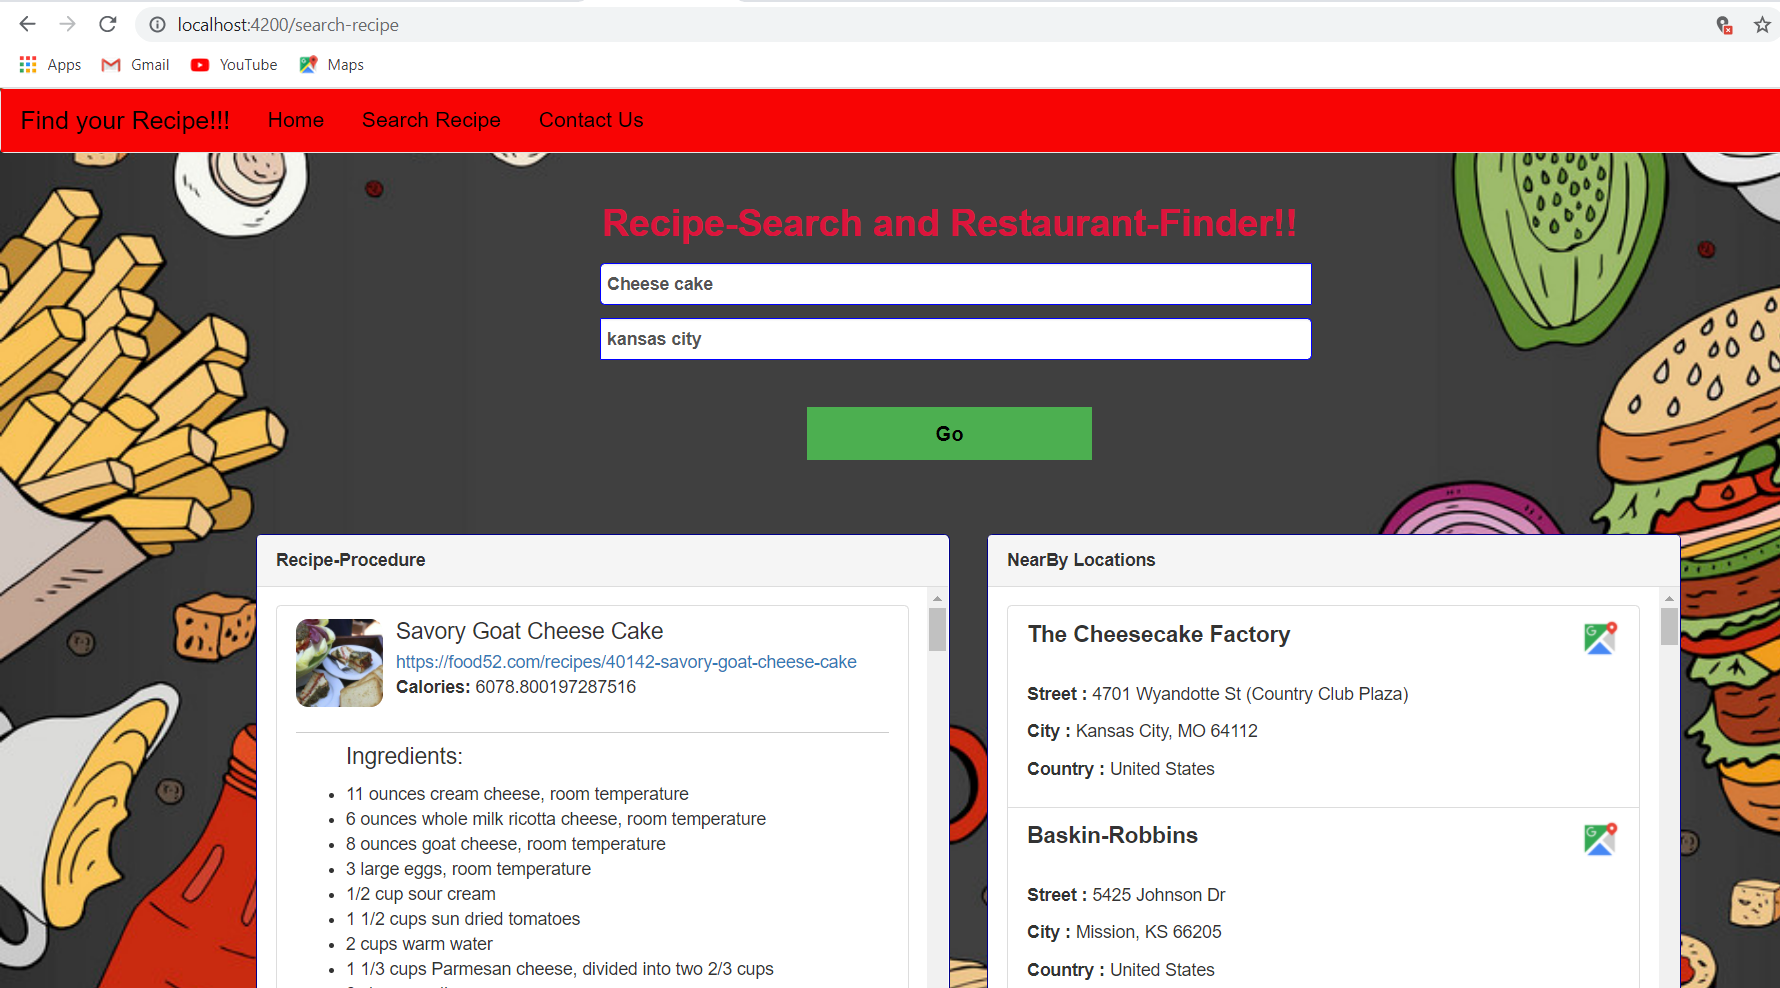 localhost:4200/search-recipe
Apps Gmail YouTube Maps
Find your Recipe!!! Home Search Recipe Contact Us
Recipe-Search and Restaurant-Finder!!
Cheese cake
kansas city
Go
Recipe-Procedure
Savory Goat Cheese Cake
https://food52.com/recipes/40142-savory-goat-cheese-cake
Calories: 6078.800197287516
Ingredients:
11 ounces cream cheese, room temperature
6 ounces whole milk ricotta cheese, room temperature
8 ounces goat cheese, room temperature
3 large eggs, room temperature
1/2 cup sour cream
1 1/2 cups sun dried tomatoes
2 cups warm water
1 1/3 cups Parmesan cheese, divided into two 2/3 cups
NearBy Locations
The Cheesecake Factory
Street : 4701 Wyandotte St (Country Club Plaza)
City : Kansas City, MO 64112
Country : United States
Baskin-Robbins
Street : 5425 Johnson Dr
City : Mission, KS 66205
Country : United States